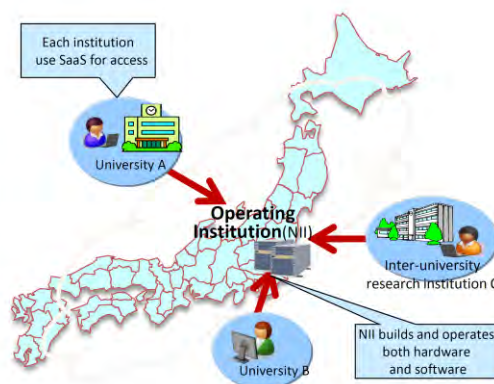 Each institution
use SaaS for access
University A
Operating
Institution(NII)
Inter-university
research Institution C
University B
NII builds and operates
both hardware
and software